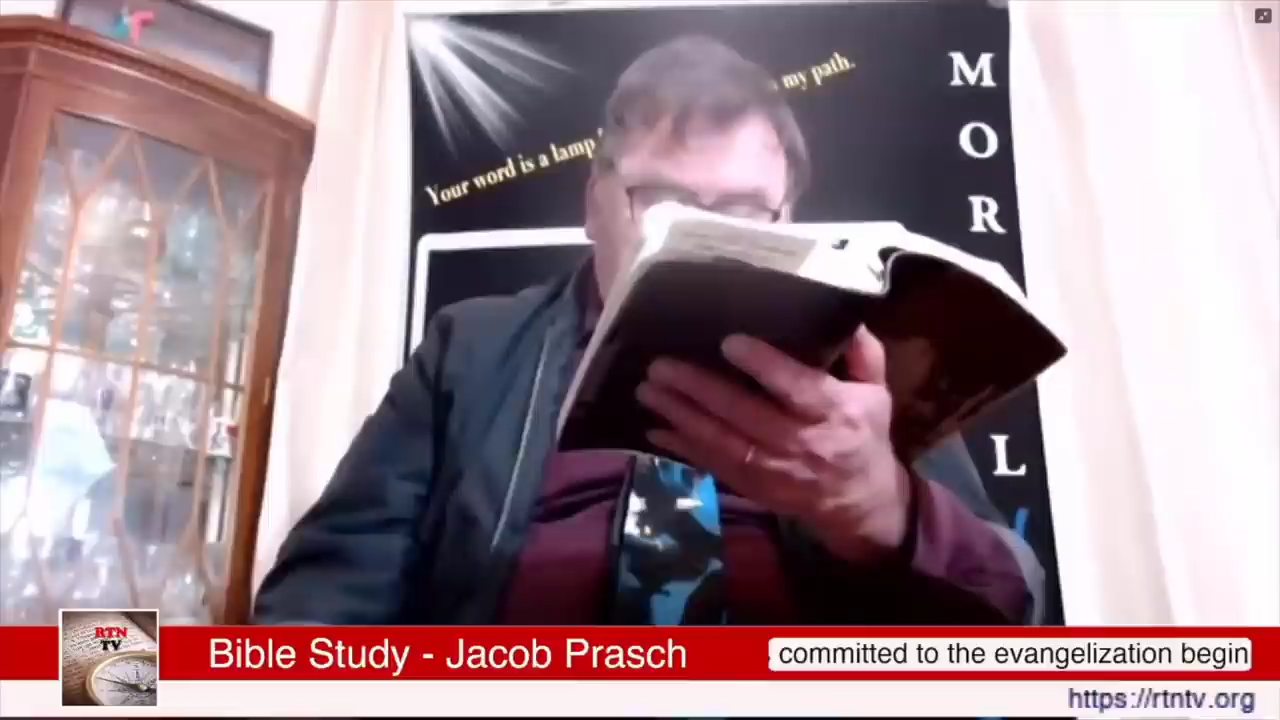 Your word is a lamp
my path.
M
O
R
L
RTN
TV
Bible Study - Jacob Prasch
committed to the evangelization begin
https://rtntv.org